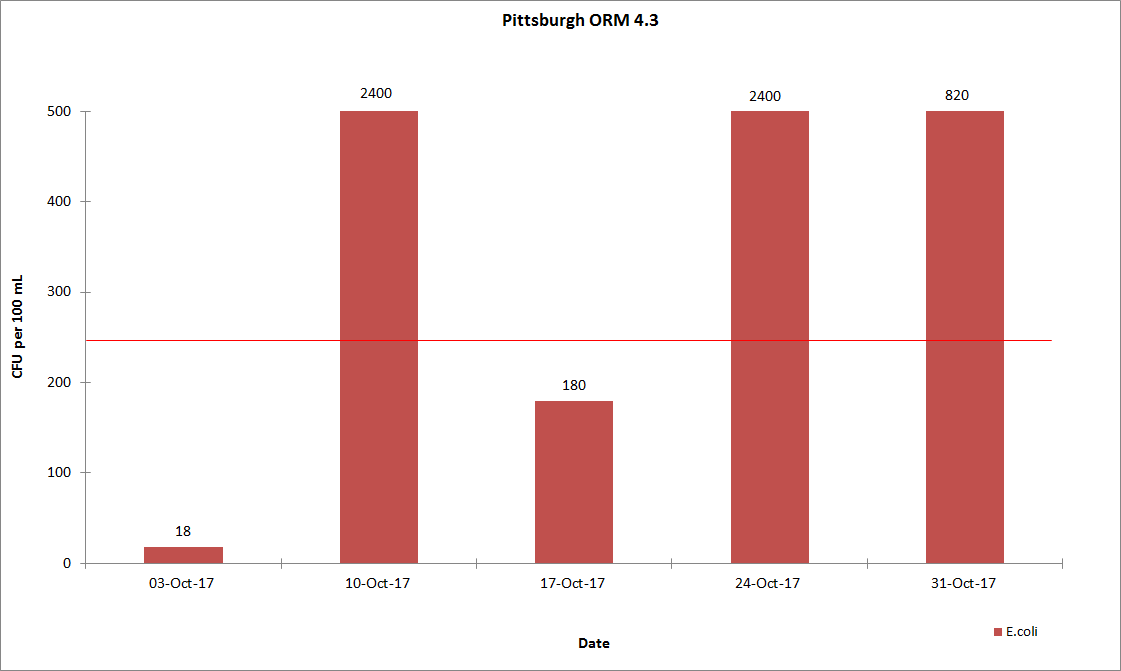 Pittsburgh ORM 4.3
2400
2400
820
500
400
300
200
100
0
180
18
CFU per 100 mL
03-Oct-17
10-Oct-17
17-Oct-17
24-Oct-17
31-Oct-17
Date
E.coli